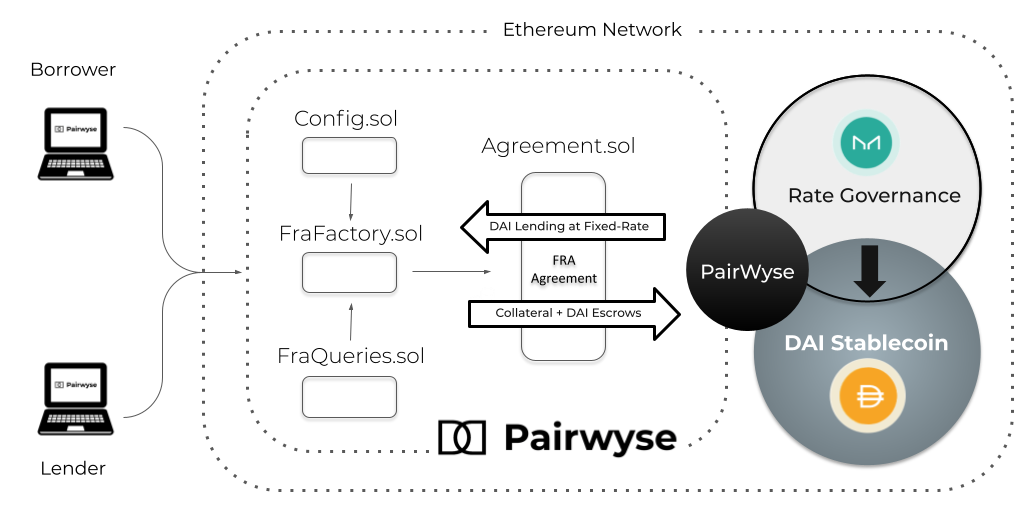 Ethereum Network
Borrower
Pairwyse
Config.sol
Agreement.sol
Rate Governance
DAI Lending at Fixed-Rate
FraFactory.sol
FRA
Agreement
PairWyse
Collateral + DAI Escrows
DAI Stablecoin
FraQueries.sol
Pairwyse
Pairwyse
Lender